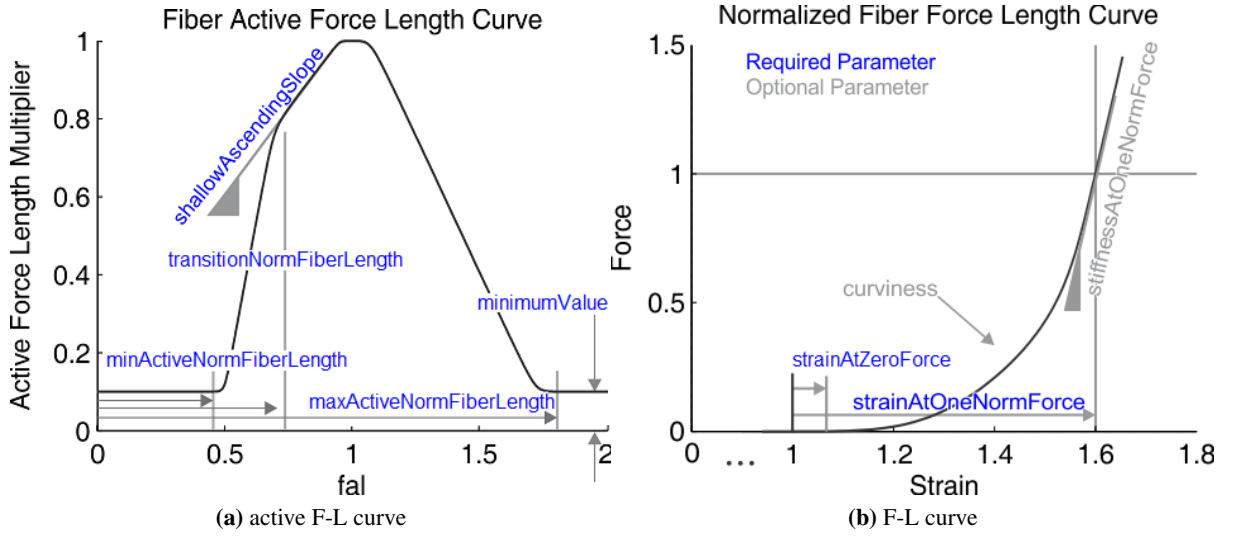 Fiber Active Force Length Curve
Active Force Length Multiplier
1
0.8
0.6
0.4
0.2
0
shallowAscendingSlope
transitionNormFiberLength
minimumValue
minActiveNormFiberLength
maxActiveNormFiberLength
0
0.5
1
1.5
2
fal
(a) active F-L curve
Normalized Fiber Force Length Curve
Force
1.5
1
0.5
0
Required Parameter
Optional Parameter
stiffnessAtOneNormForce
curviness
strainAtZeroForce
strainAtOneNormForce
0
...
1
1.2
1.4
1.6
1.8
Strain
(b) F-L curve